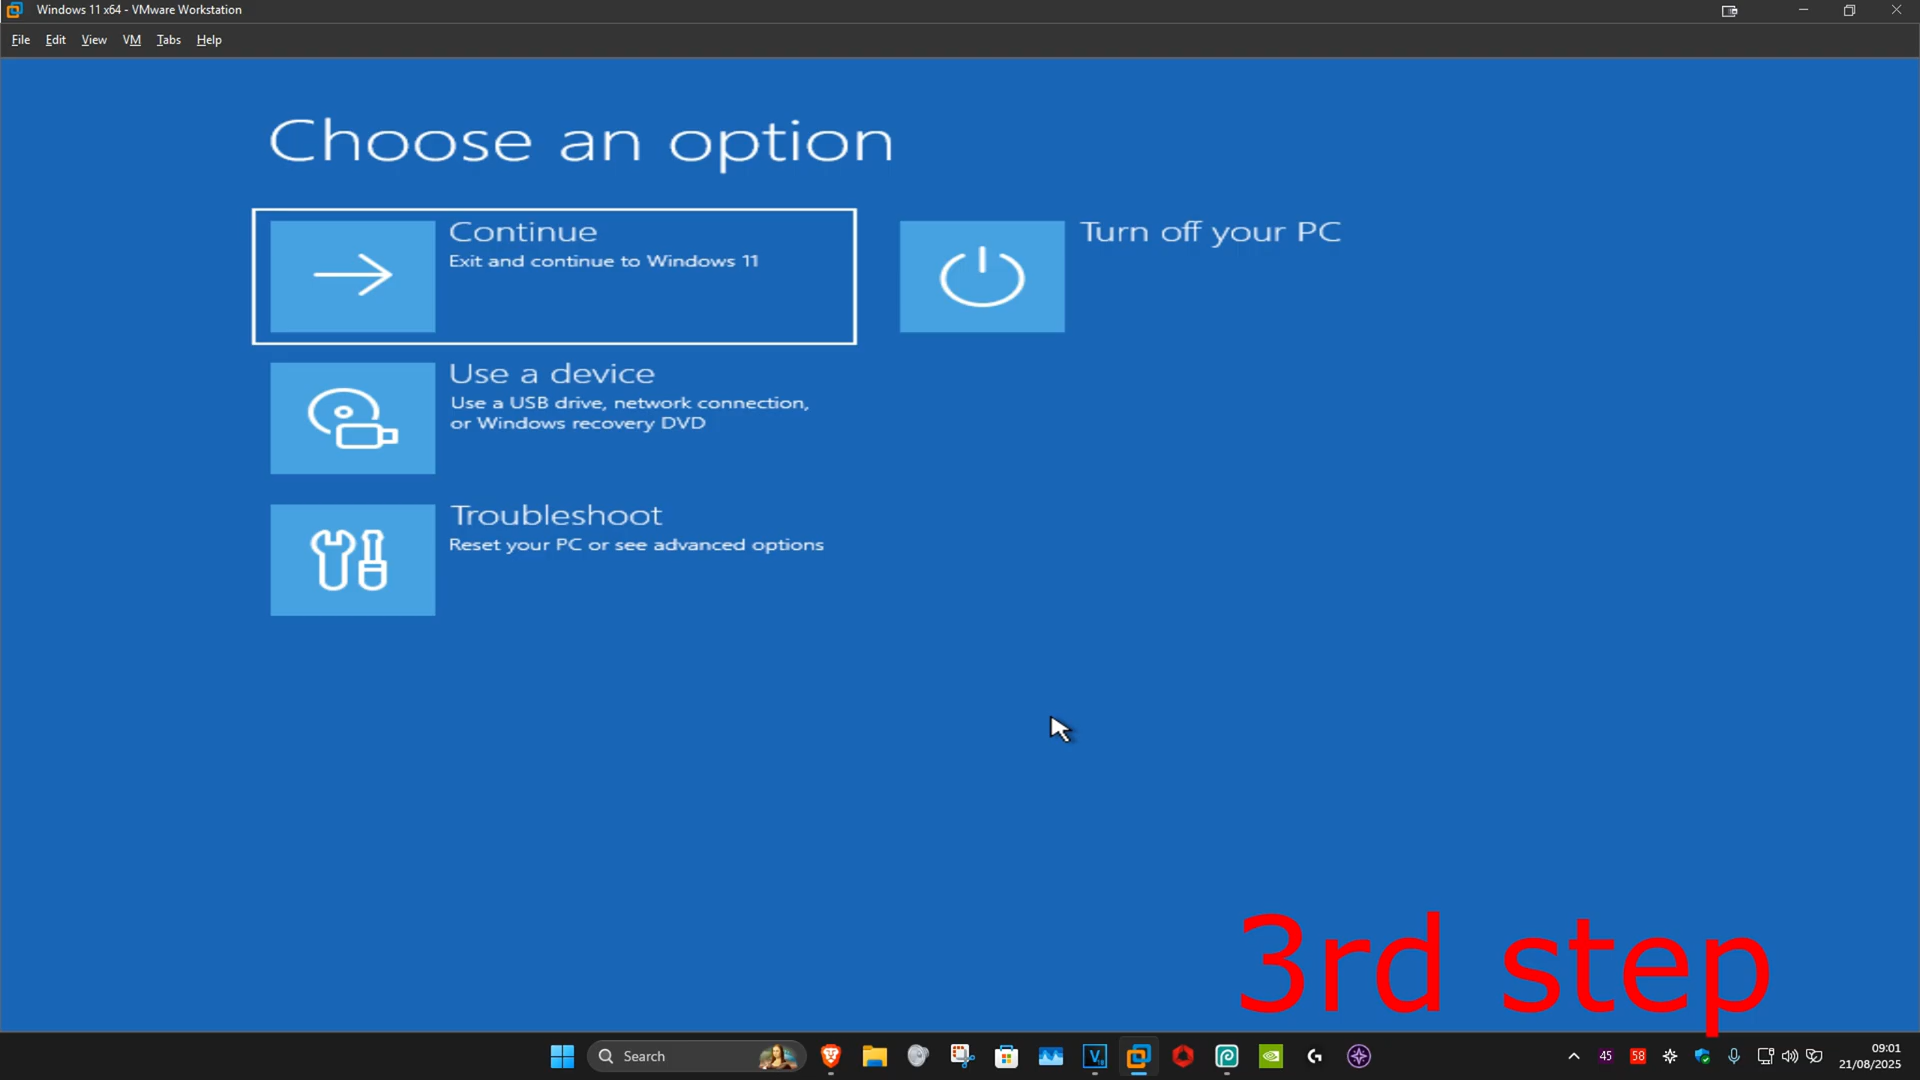 Windows 11 x64 - VMware Workstation
File Edit View VM Tabs Help
Choose an option
Continue
Exit and continue to Windows 11
Turn off your PC
Use a device
Use a USB drive, network connection,
or Windows recovery DVD
Troubleshoot
Reset your PC or see advanced options
3rd step
Search
45 58
09:01
21/08/2025